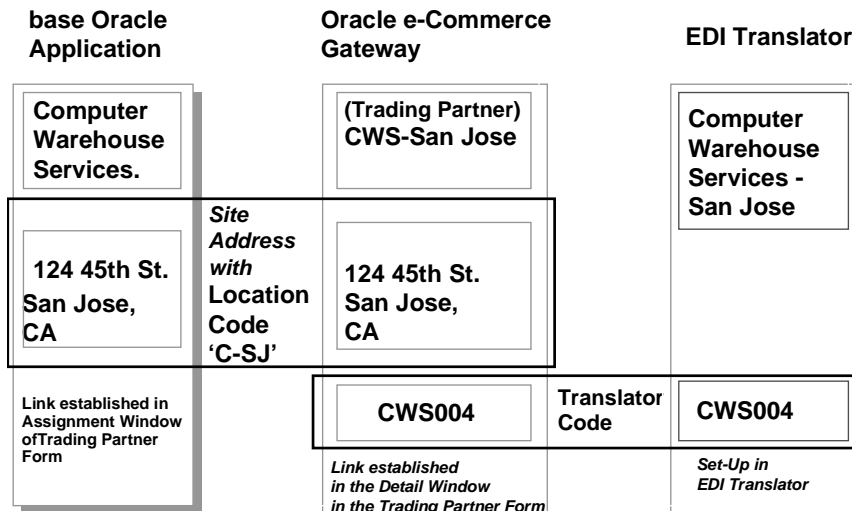 base Oracle
Application
Oracle e-Commerce
Gateway
EDI Translator
Computer
Warehouse
Services.
(Trading Partner)
CWS-San Jose
Computer
Warehouse
Services -
San Jose
124 45th St.
San Jose,
CA
Site
Address
with
Location
Code
‘C-SJ’
124 45th St.
San Jose,
CA
Link established in
Assignment Window
ofTrading Partner
Form
CWS004
Translator
Code
CWS004
Link established
in the Detail Window
in the Trading Partner Form
Set-Up in
EDI Translator